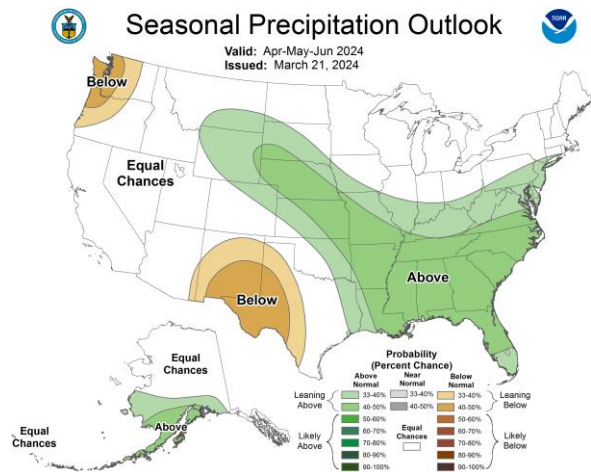 Seasonal Precipitation Outlook
Valid: Apr-May-Jun 2024
Issued: March 21, 2024
NOAA
Below
Equal
Chances
Above
Below
Equal
Chances
Above
Equal
Chances
Probability
(Percent Chance)
Above
Normal
Near
Normal
Below
Normal
Leaning
Above
33-40%
33-40%
33-40%
Leaning
Below
40-50%
40-50%
40-50%
50-60%
50-60%
Likely
Above
60-70%
Equal
Chances
60-70%
Likely
Below
70-80%
70-80%
80-90%
80-90%
90-100%
90-100%